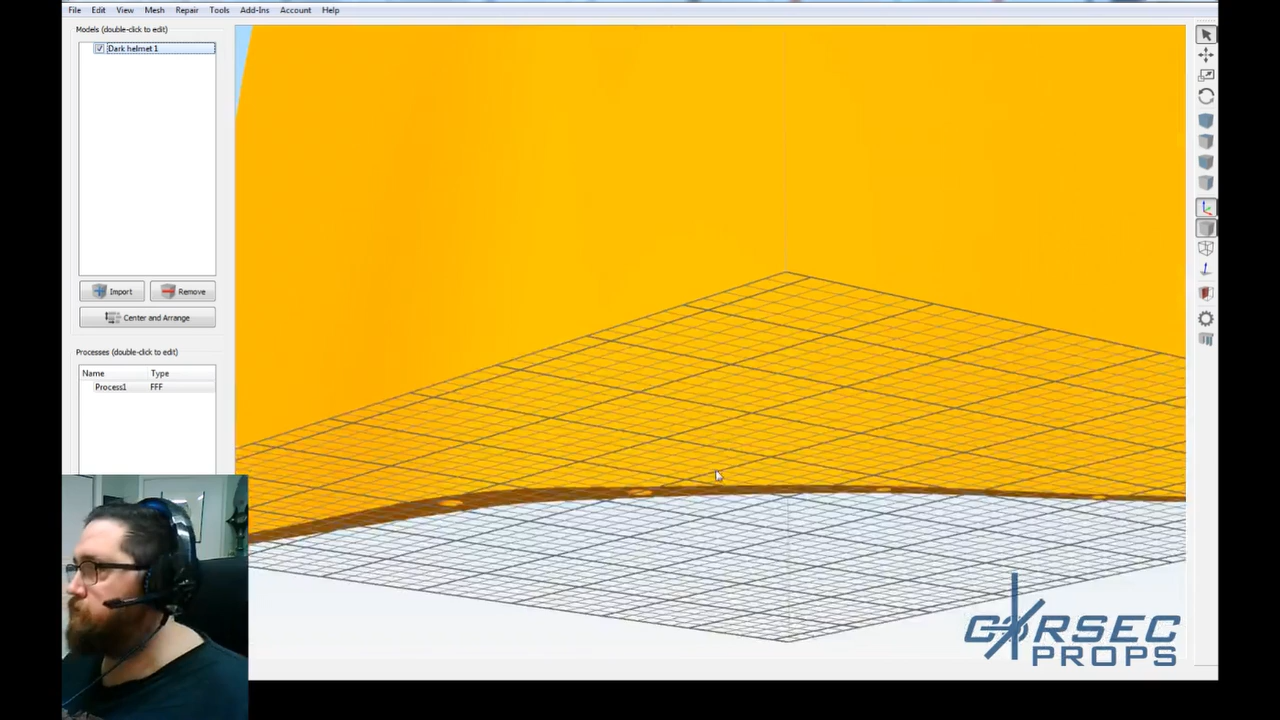 File Edit View Mesh Repair Tools Add-Ins Account Help
Models (double-click to edit)
Dark helmet 1
Import Remove
Center and Arrange
Processes (double-click to edit)
Name Type
Process1 FFF
CORSEC
PROPS